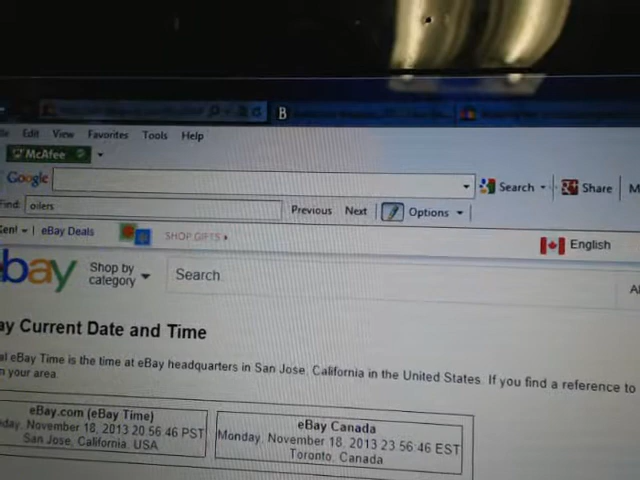 B
Edit View Favorites Tools Help
McAfee
Google Search Share M
Find: oilers Previous Next Options
eBay Deals SHOP GIFTS English
ebay Shop by category Search
ay Current Date and Time
al eBay Time is the time at eBay headquarters in San Jose, California in the United States. If you find a reference to
n your area.
eBay.com (eBay Time)
day, November 18, 2013 20:56:46 PST
San Jose, California. USA
eBay Canada
Monday, November 18, 2013 23:56:46 EST
Toronto, Canada